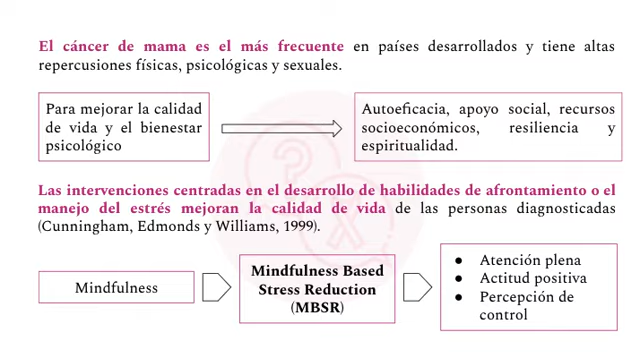 El cáncer de mama es el más frecuente en países desarrollados y tiene altas
repercusiones físicas, psicológicas y sexuales.
Para mejorar la calidad
de vida y el bienestar
psicológico
Autoeficacia, apoyo social, recursos
socioeconómicos, resiliencia y
espiritualidad.
Las intervenciones centradas en el desarrollo de habilidades de afrontamiento o el
manejo del estrés mejoran la calidad de vida de las personas diagnosticadas
(Cunningham, Edmonds y Williams, 1999).
Mindfulness
Mindfulness Based
Stress Reduction
(MBSR)
● Atención plena
● Actitud positiva
● Percepción de
control